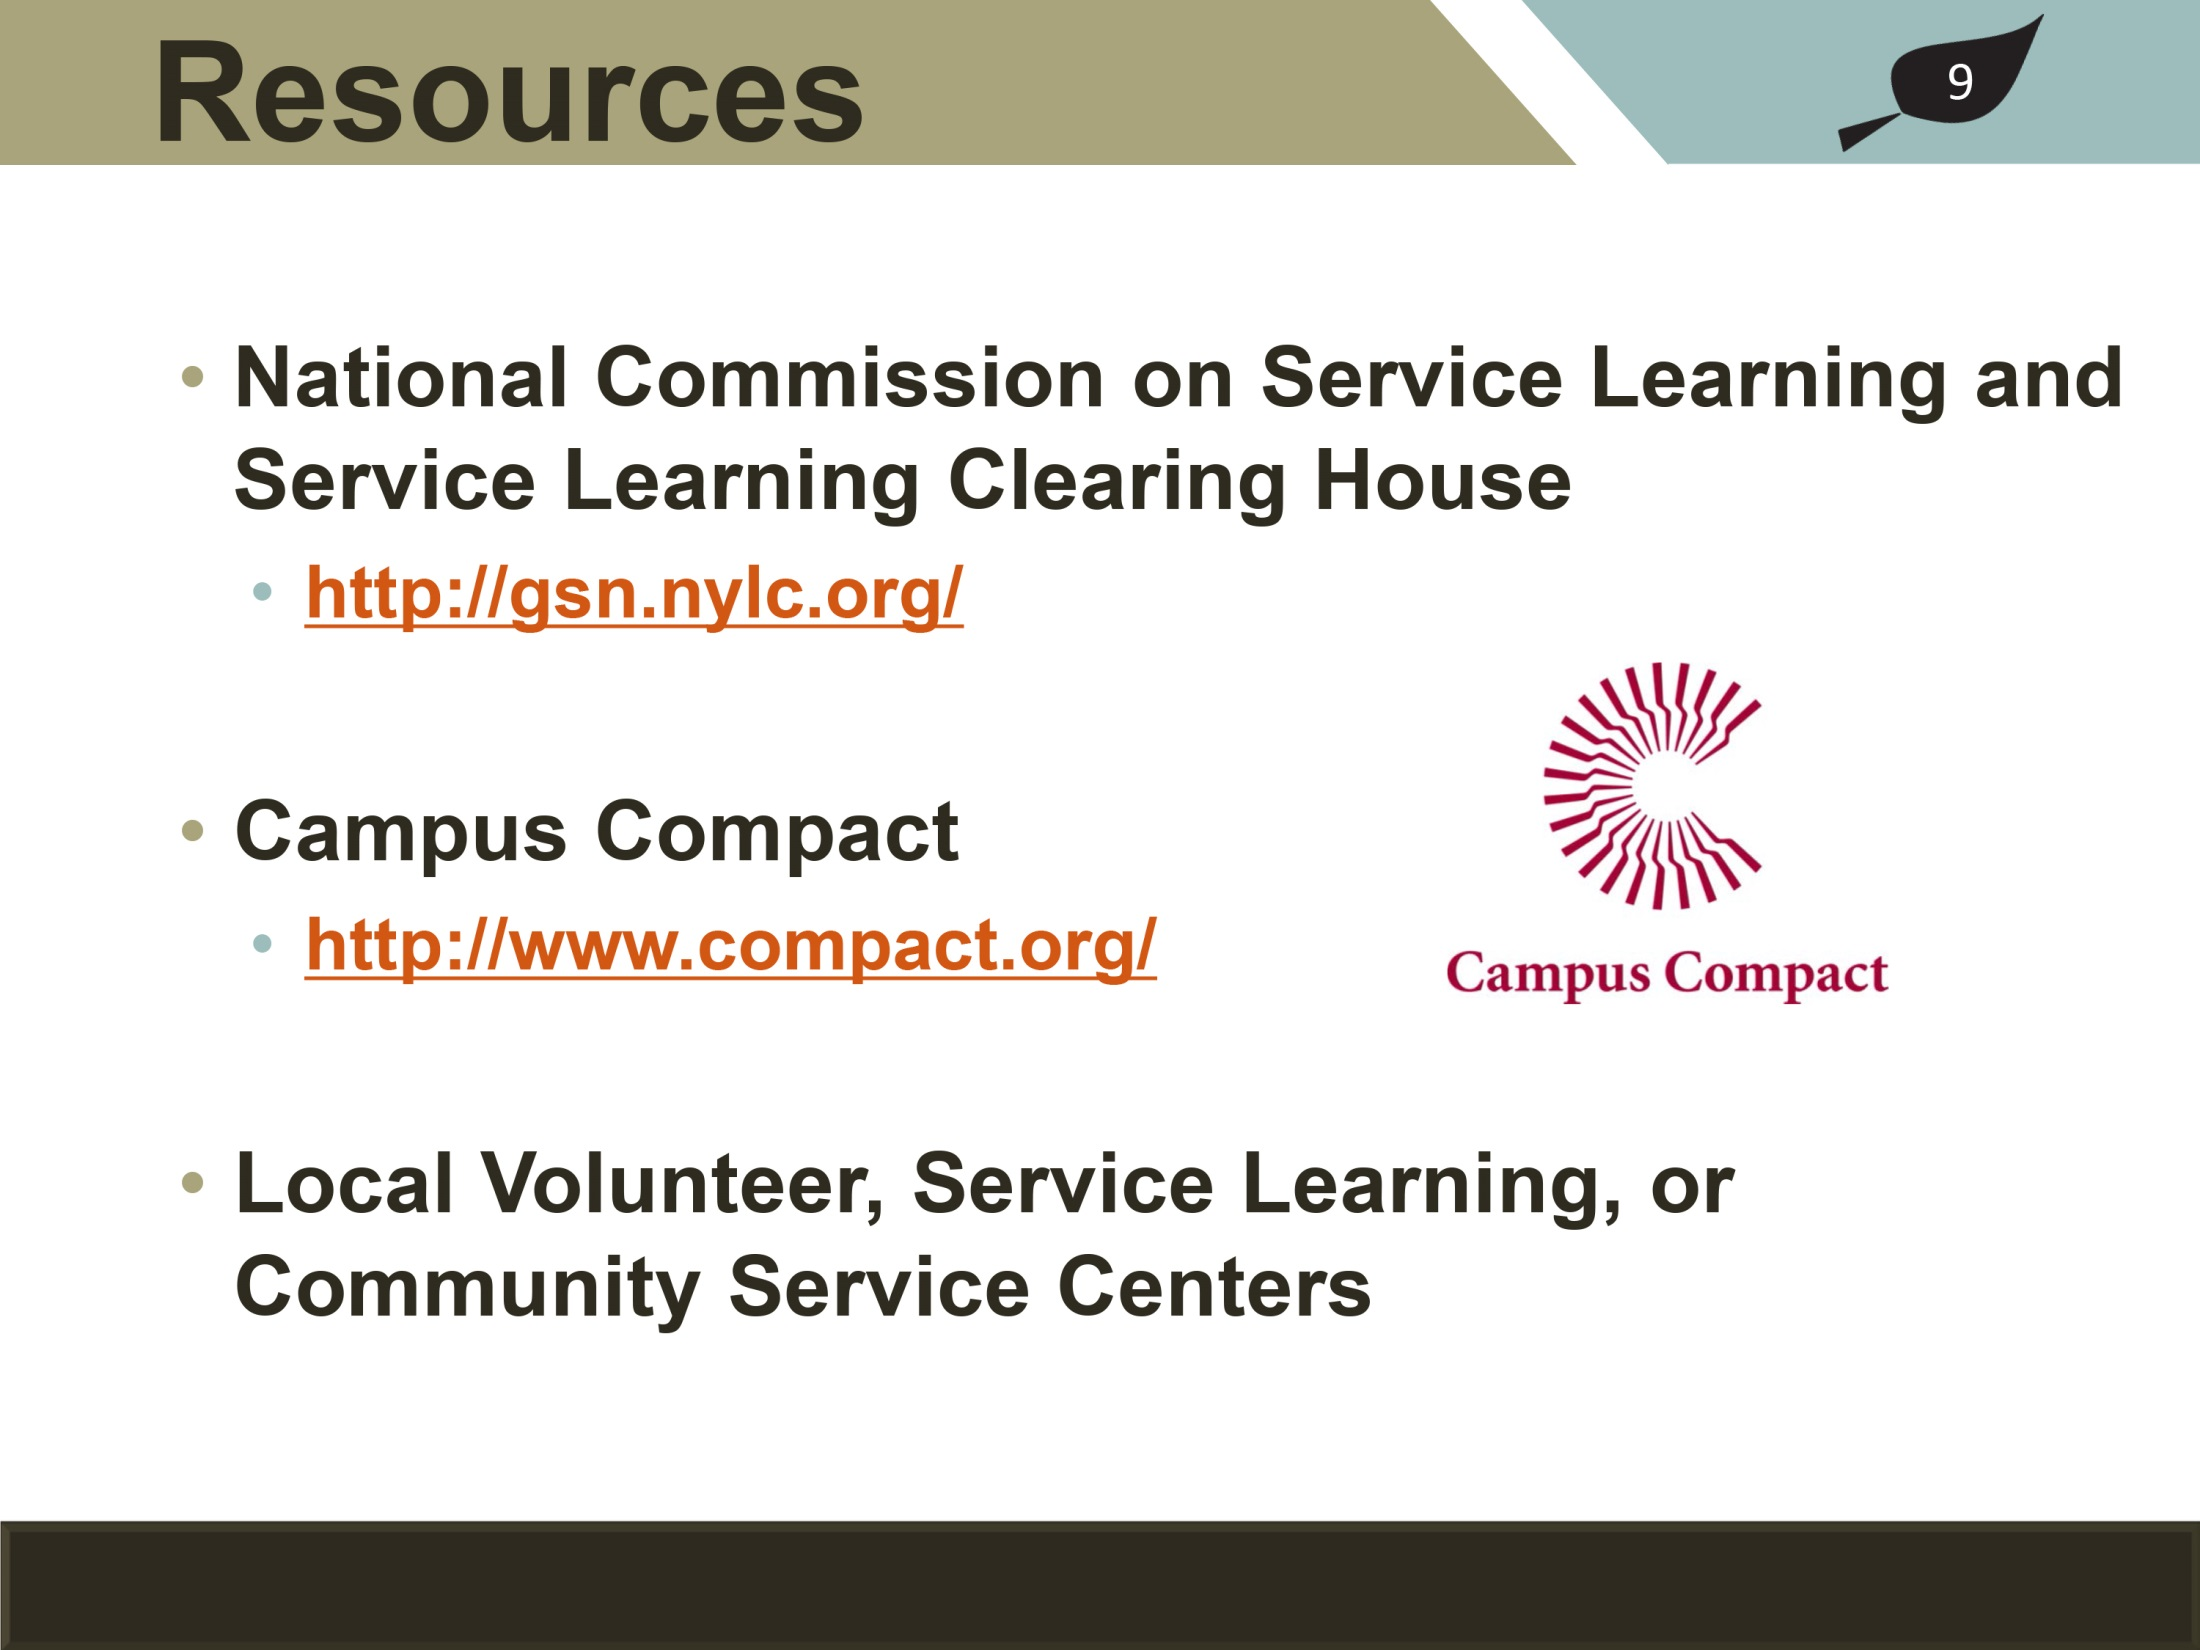 Resources
9
• National Commission on Service Learning and
Service Learning Clearing House
• http://gsn.nylc.org/
• Campus Compact
• http://www.compact.org/
Campus Compact
• Local Volunteer, Service Learning, or
Community Service Centers